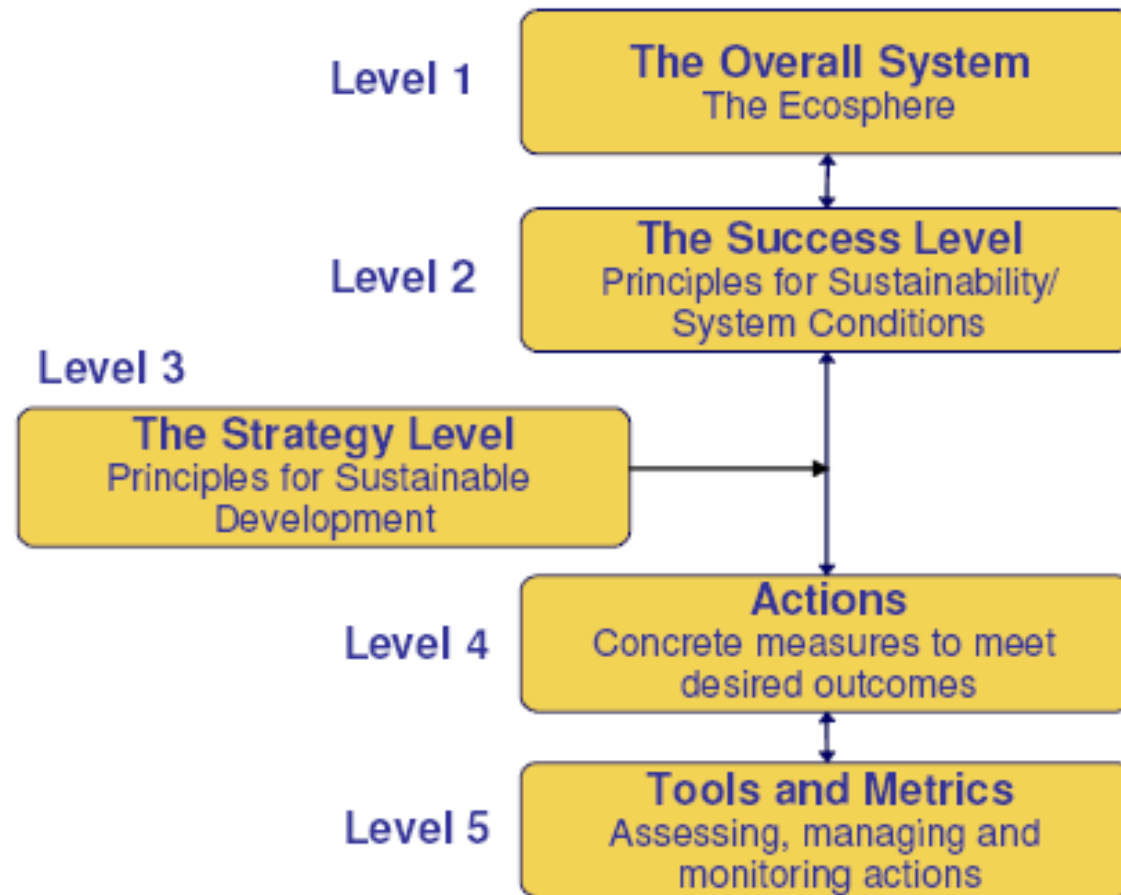 Level 1
The Overall System
The Ecosphere
Level 2
The Success Level
Principles for Sustainability/
System Conditions
Level 3
The Strategy Level
Principles for Sustainable
Development
Level 4
Actions
Concrete measures to meet
desired outcomes
Level 5
Tools and Metrics
Assessing, managing and
monitoring actions